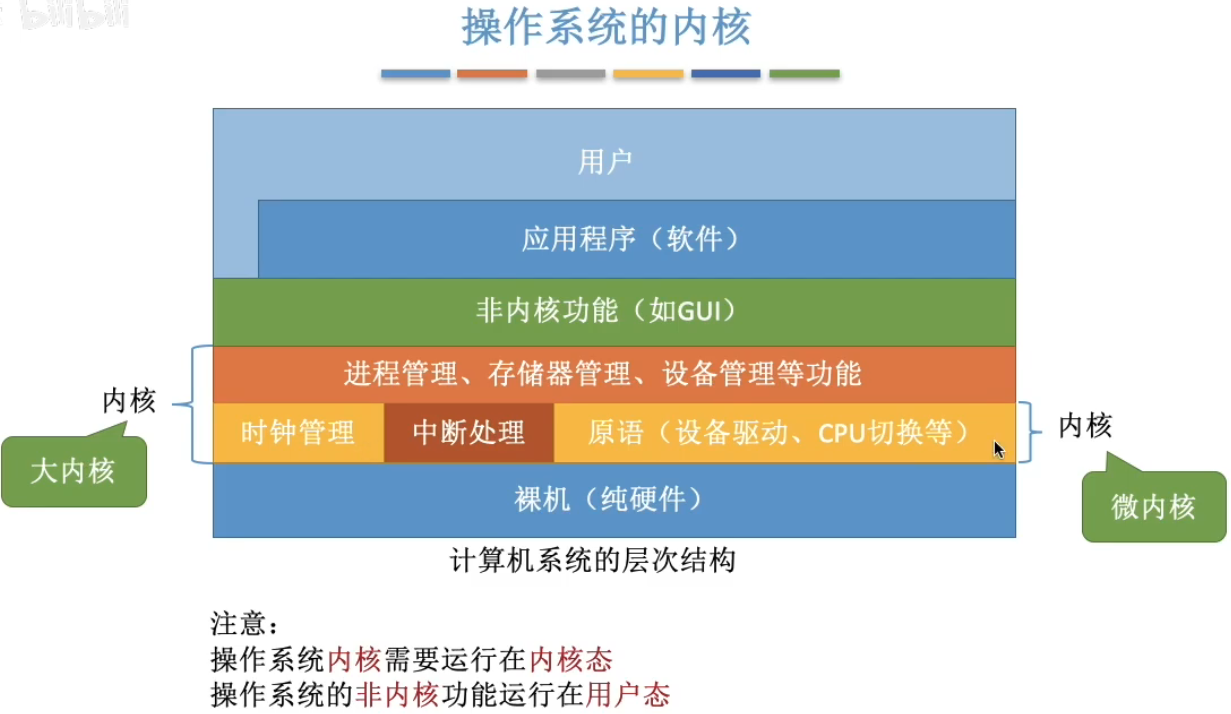 操作系统的内核
用户
应用程序（软件）
非内核功能（如GUI）
进程管理、存储器管理、设备管理等功能
内核
时钟管理
中断处理
原语（设备驱动、CPU切换等）
内核
大内核
裸机（纯硬件）
微内核
计算机系统的层次结构
注意：
操作系统内核需要运行在内核态
操作系统的非内核功能运行在用户态